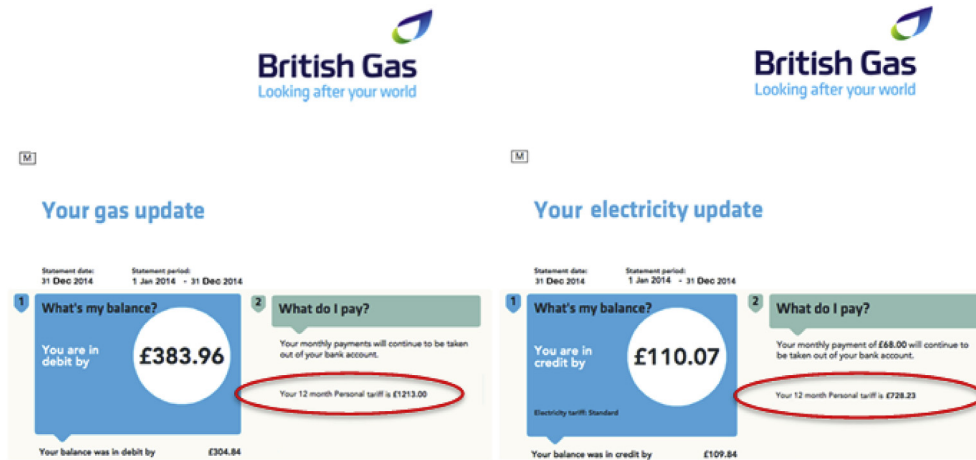 British Gas
Looking after your world
M
Your gas update
Statement date:
31 Dec 2014
Statement period:
1 Jan 2014 - 31 Dec 2014
1
What's my balance?
You are in
debit by
£383.96
Your balance was in debit by £304.84
2
What do I pay?
Your monthly payments will continue to be taken
out of your bank account.
Your 12 month Personal tariff is £1213.00
British Gas
Looking after your world
M
Your electricity update
Statement date:
31 Dec 2014
Statement period:
1 Jan 2014 - 31 Dec 2014
1
What's my balance?
You are in
credit by
£110.07
Electricity tariff: Standard
Your balance was in credit by £109.84
2
What do I pay?
Your monthly payment of £68.00 will continue to
be taken out of your bank account.
Your 12 month Personal tariff is £728.23